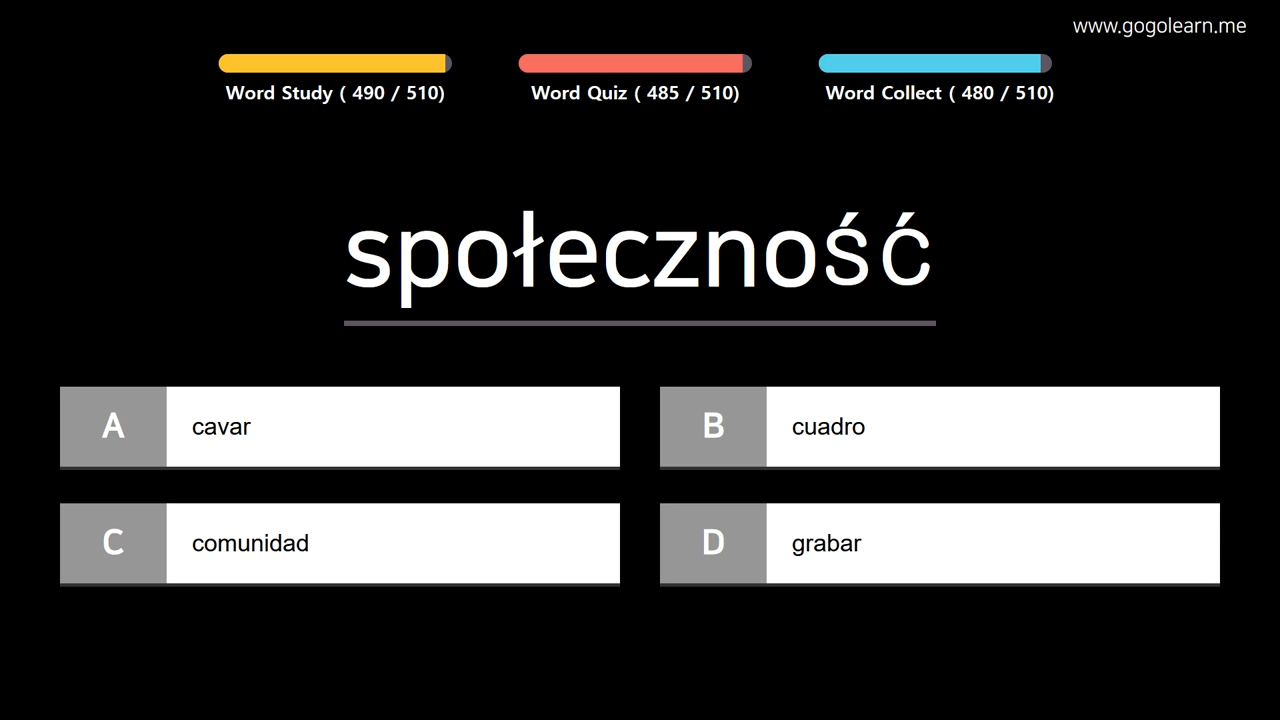 www.gogolearn.me
Word Study ( 490 / 510)
Word Quiz ( 485 / 510)
Word Collect ( 480 / 510)
społeczność
A cavar
B cuadro
C comunidad
D grabar